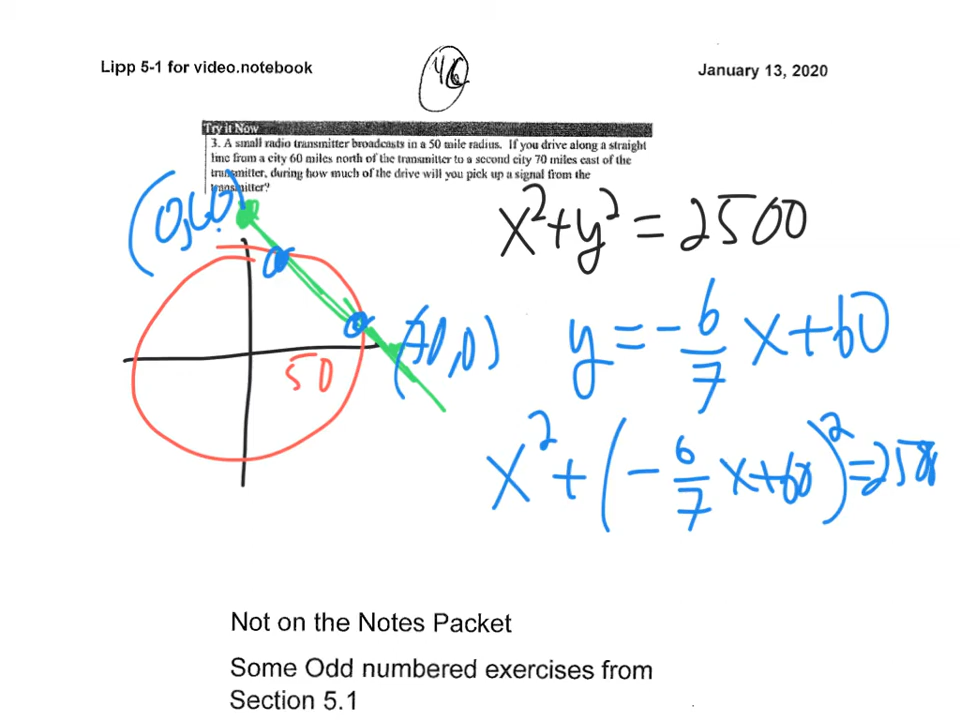 Lipp 5-1 for video.notebook
46
January 13, 2020
Try it Now
3. A small radio transmitter broadcasts in a 50 mile radius. If you drive along a straight
line from a city 60 miles north of the transmitter to a second city 70 miles east of the
transmitter, during how much of the drive will you pick up a signal from the
transmitter?
(0,60)
x²+y² = 2500
50
(70,0)
y = -6/7 x+60
x² + (-6/7 x+60)² = 2500
Not on the Notes Packet
Some Odd numbered exercises from
Section 5.1